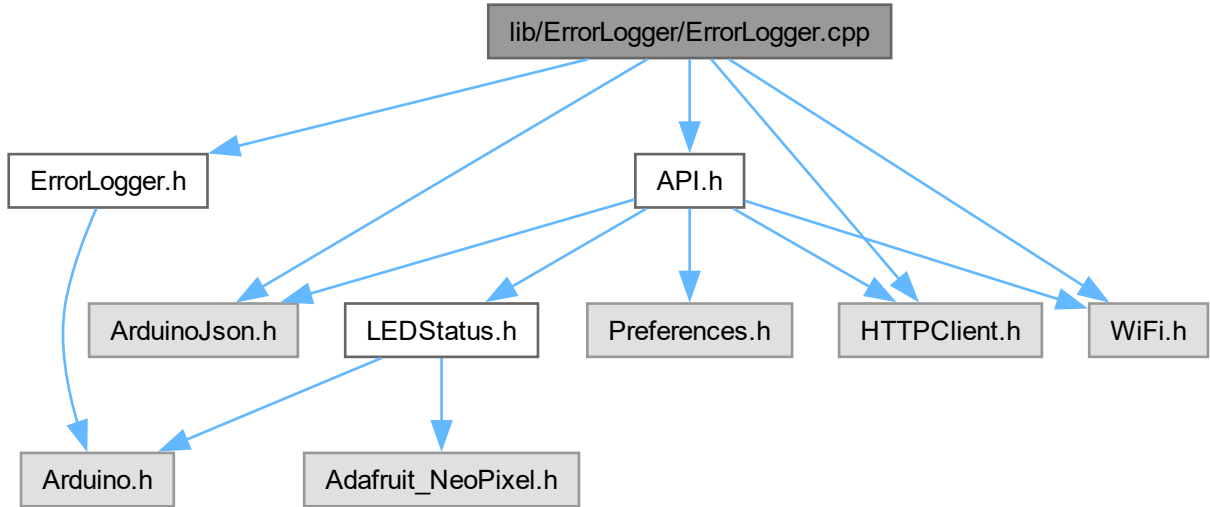 lib/ErrorLogger/ErrorLogger.cpp
ErrorLogger.h
API.h
ArduinoJson.h
LEDStatus.h
Preferences.h
HTTPClient.h
WiFi.h
Arduino.h
Adafruit_NeoPixel.h